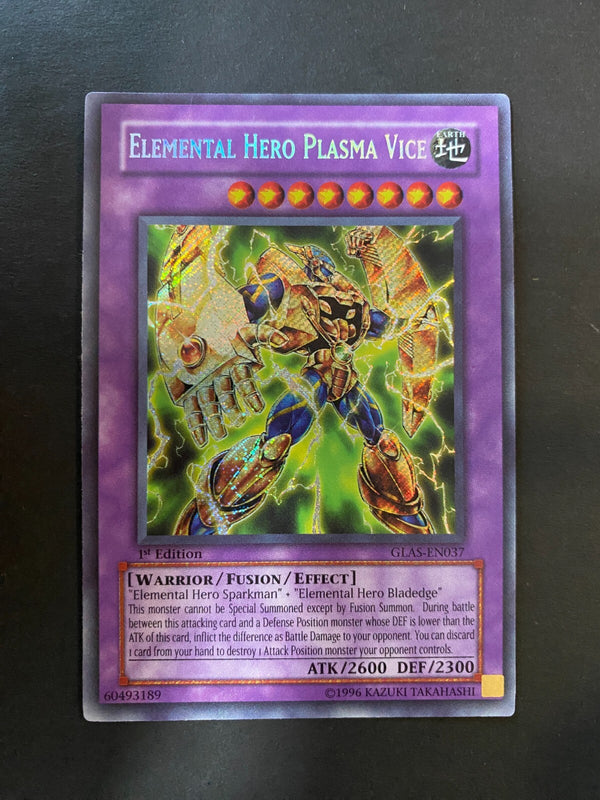 ELEMENTAL HERO PLASMA VICE
EARTH
地
1st Edition
GLAS-EN037
[WARRIOR/FUSION/EFFECT]
"Elemental Hero Sparkman" + "Elemental Hero Bladedge"
This monster cannot be Special Summoned except by Fusion Summon. During battle
between this attacking card and a Defense Position monster whose DEF is lower than the
ATK of this card, inflict the difference as Battle Damage to your opponent. You can discard
1 card from your hand to destroy 1 Attack Position monster your opponent controls.
ATK/2600 DEF/2300
60493189
©1996 KAZUKI TAKAHASHI